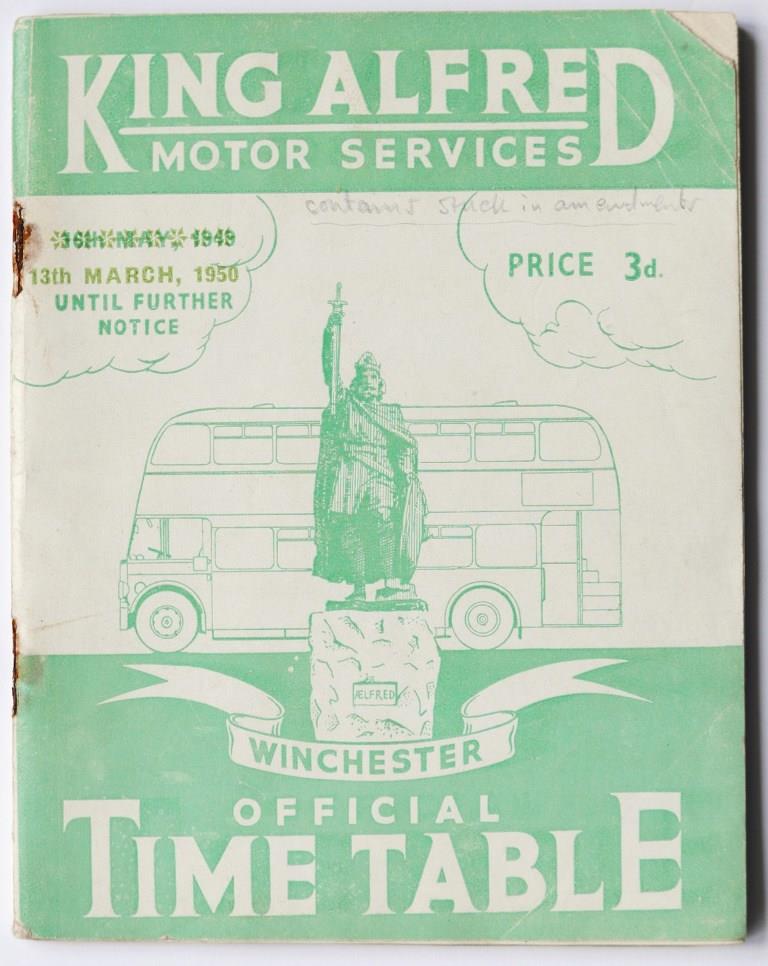 KING ALFRED
MOTOR SERVICES
contains stuck in amendments
16TH MAY, 1949
13th MARCH, 1950
UNTIL FURTHER
NOTICE
PRICE 3d.
ÆLFRED
WINCHESTER
OFFICIAL
TIME TABLE